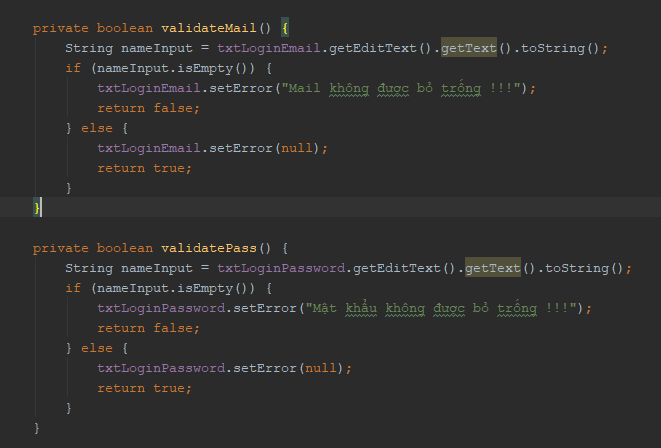 private boolean validateMail() {
String nameInput = txtLoginEmail.getEditText().getText().toString();
if (nameInput.isEmpty()) {
txtLoginEmail.setError("Mail không được bỏ trống !!!");
return false;
} else {
txtLoginEmail.setError(null);
return true;
}
}
private boolean validatePass() {
String nameInput = txtLoginPassword.getEditText().getText().toString();
if (nameInput.isEmpty()) {
txtLoginPassword.setError("Mật khẩu không được bỏ trống !!!");
return false;
} else {
txtLoginPassword.setError(null);
return true;
}
}